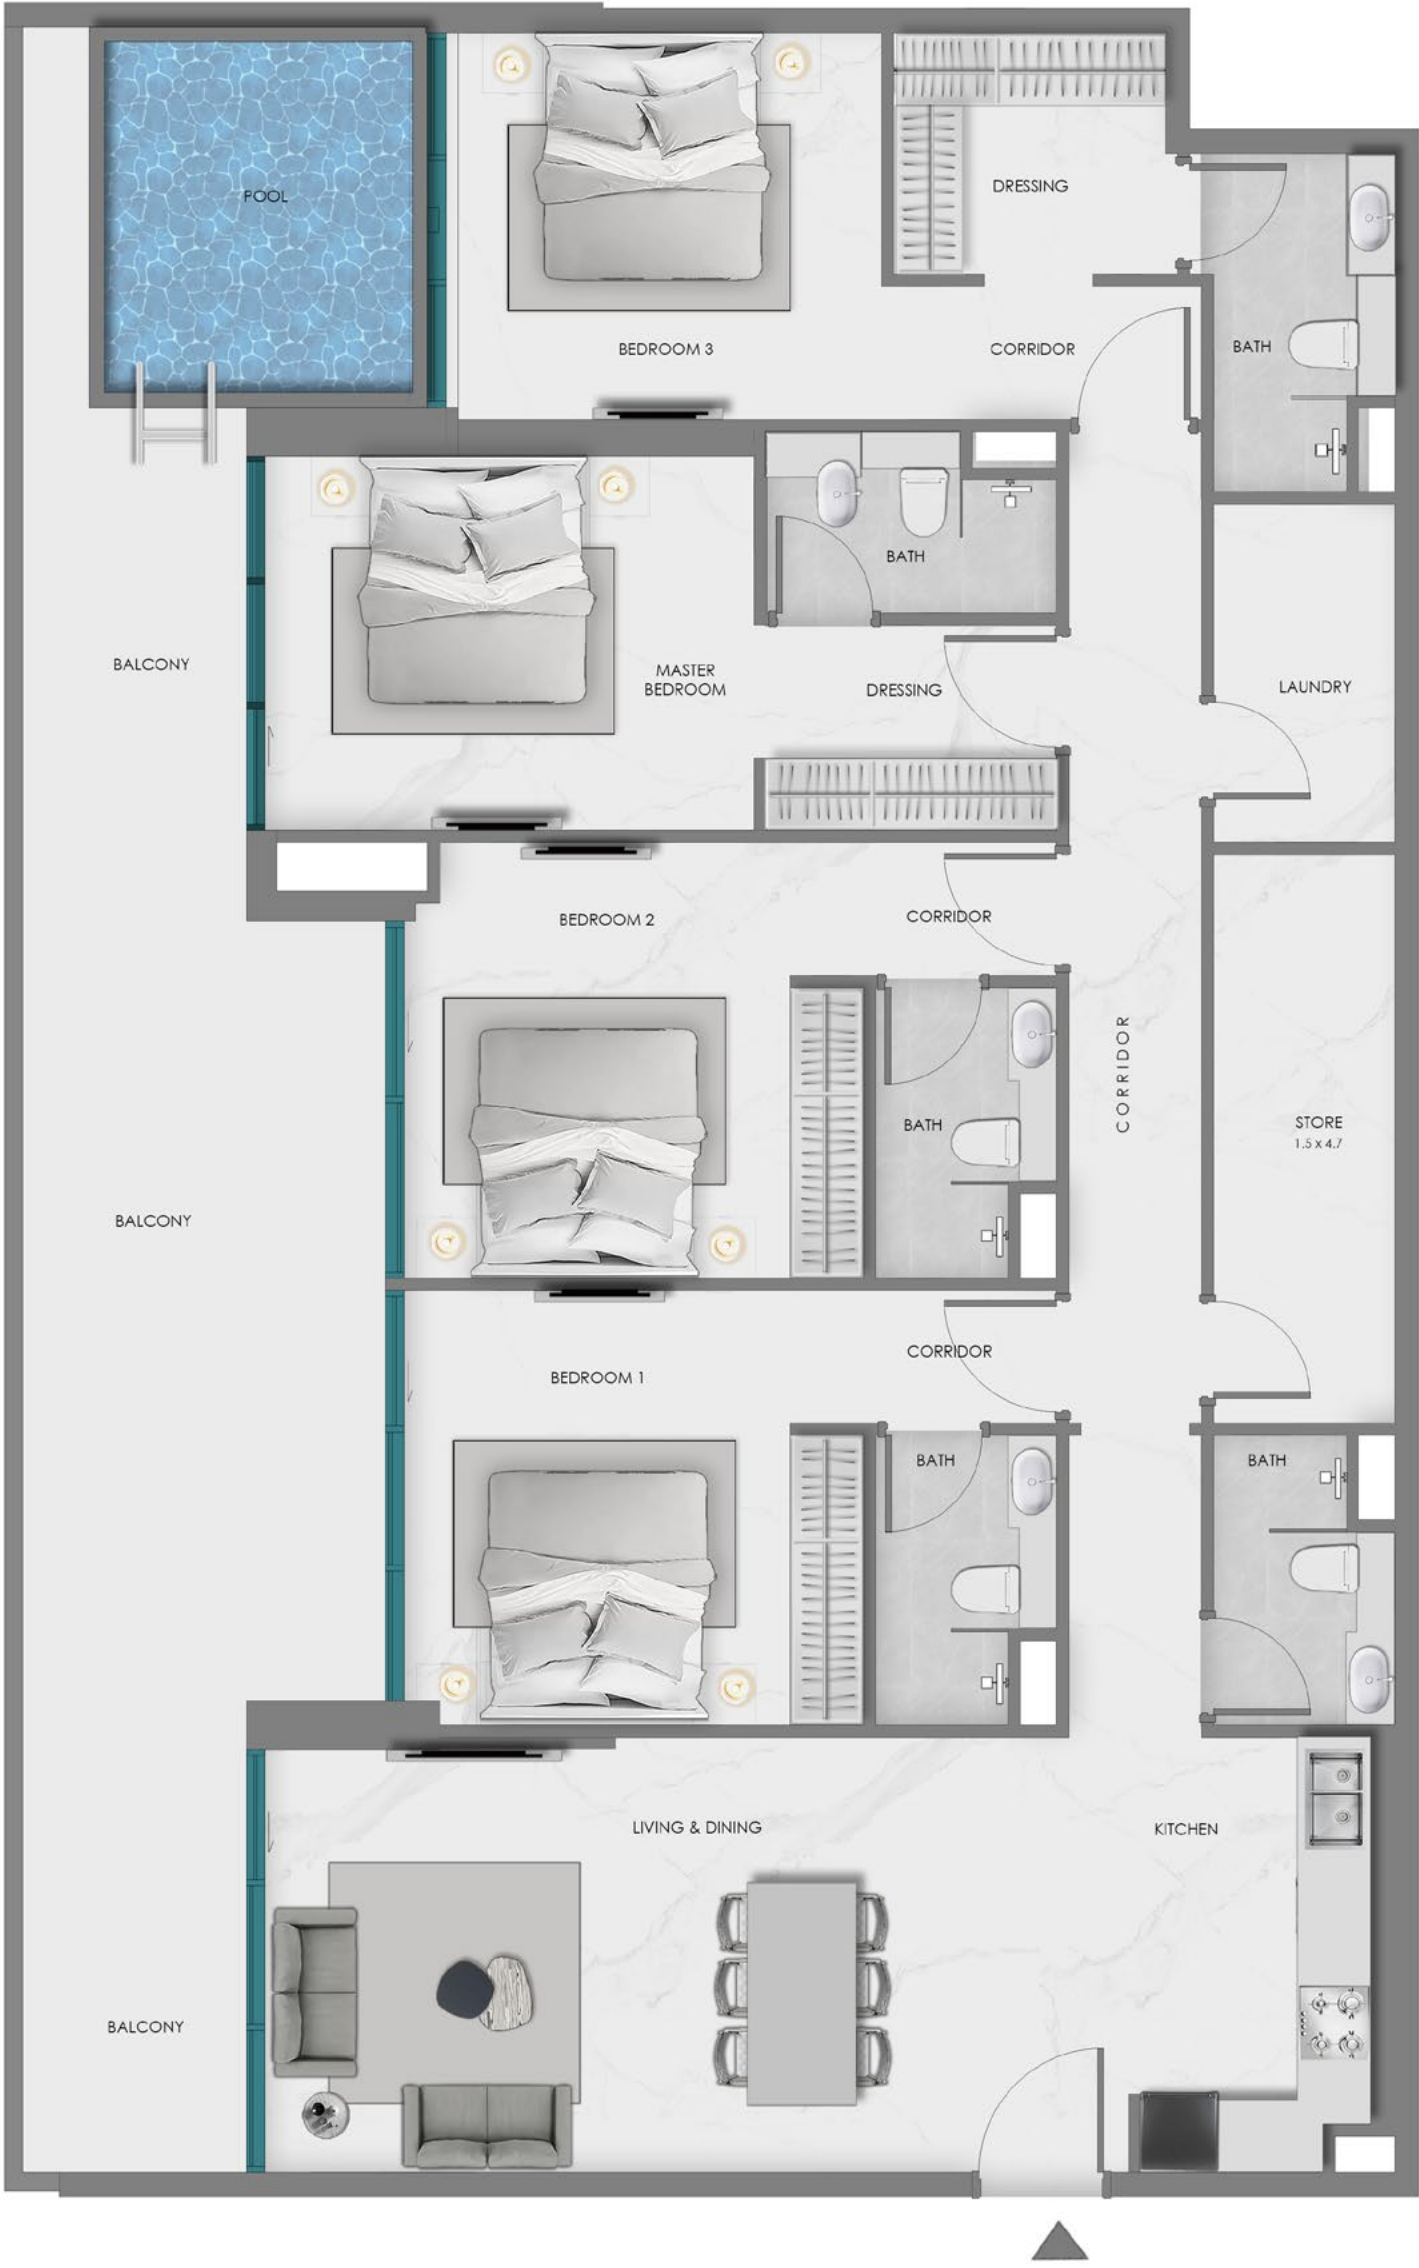 POOL
DRESSING
BEDROOM 3
CORRIDOR
BATH
BATH
BALCONY
MASTER
BEDROOM
DRESSING
LAUNDRY
BEDROOM 2
CORRIDOR
CORRIDOR
BATH
STORE
1.5 x 4.7
BALCONY
CORRIDOR
BEDROOM 1
BATH
BATH
LIVING & DINING
KITCHEN
BALCONY